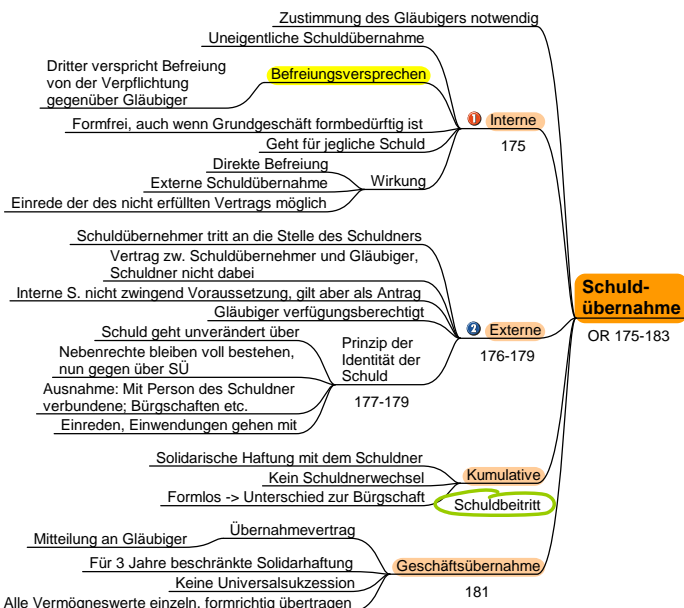 Zustimmung des Gläubigers notwendig
Uneigentliche Schuldübernahme
Dritter verspricht Befreiung
von der Verpflichtung
gegenüber Gläubiger
Befreiungsversprechen
Formfrei, auch wenn Grundgeschäft formbedürftig ist
Geht für jegliche Schuld
Direkte Befreiung
Externe Schuldübernahme
Einrede der des nicht erfüllten Vertrags möglich
Wirkung
1 Interne
175
Schuldübernehmer tritt an die Stelle des Schuldners
Vertrag zw. Schuldübernehmer und Gläubiger,
Schuldner nicht dabei
Interne S. nicht zwingend Voraussetzung, gilt aber als Antrag
Gläubiger verfügungsberechtigt
Schuld geht unverändert über
Nebenrechte bleiben voll bestehen,
nun gegen über SÜ
Ausnahme: Mit Person des Schuldner
verbundene; Bürgschaften etc.
Einreden, Einwendungen gehen mit
Prinzip der
Identität der
Schuld
177-179
2 Externe
176-179
Schuld-
übernahme
OR 175-183
Solidarische Haftung mit dem Schuldner
Kein Schuldnerwechsel
Formlos -> Unterschied zur Bürgschaft
Kumulative
Schuldbeitritt
Mitteilung an Gläubiger
Übernahmevertrag
Für 3 Jahre beschränkte Solidarhaftung
Keine Universalsukzession
Alle Vermögneswerte einzeln, formrichtig übertragen
Geschäftsübernahme
181